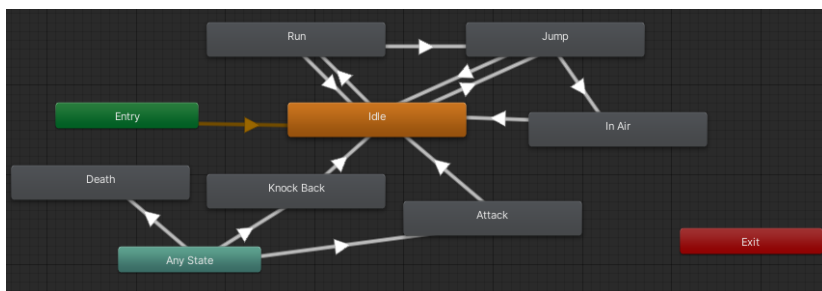 Run
Jump
Entry
Idle
In Air
Death
Knock Back
Attack
Any State
Exit